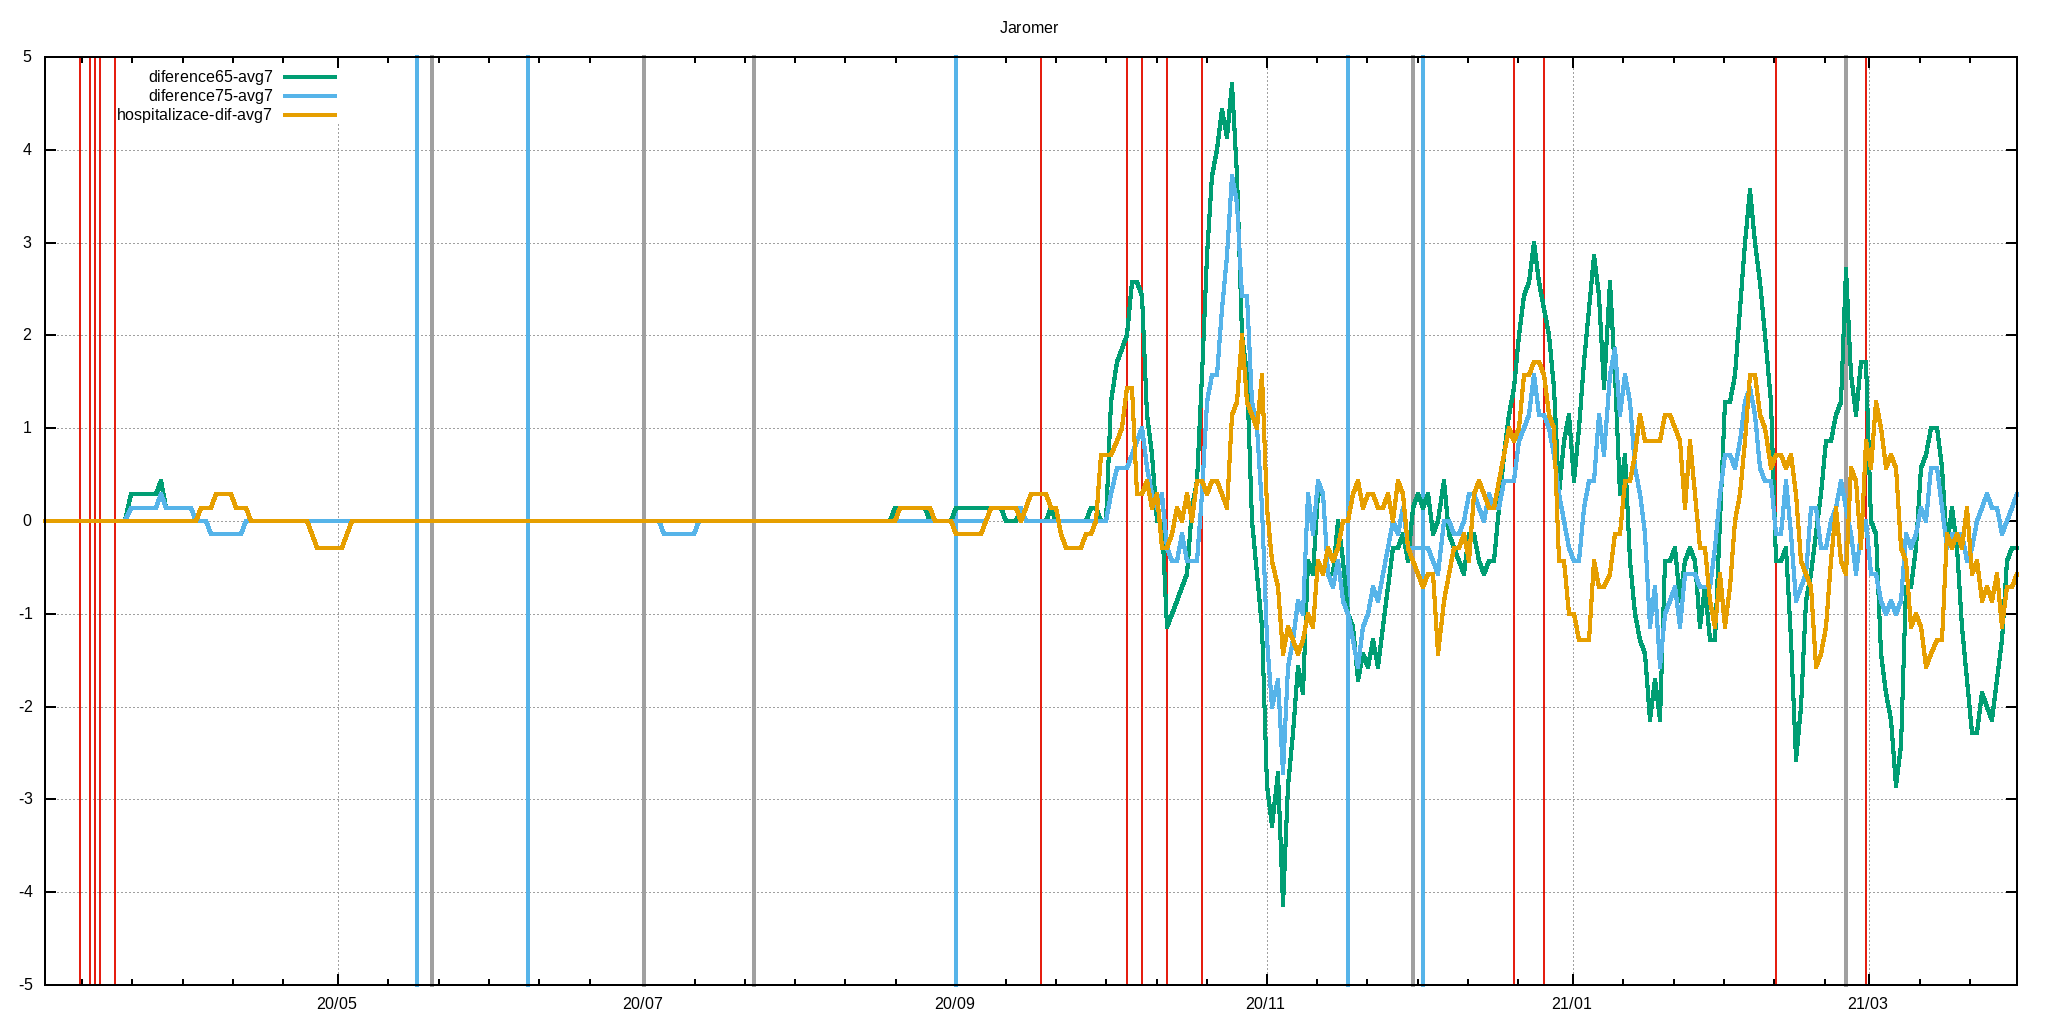 Jaromer
5
diference65-avg7
diference75-avg7
hospitalizace-dif-avg7
4
3
2
1
0
-1
-2
-3
-4
-5
20/05 20/07 20/09 20/11 21/01 21/03